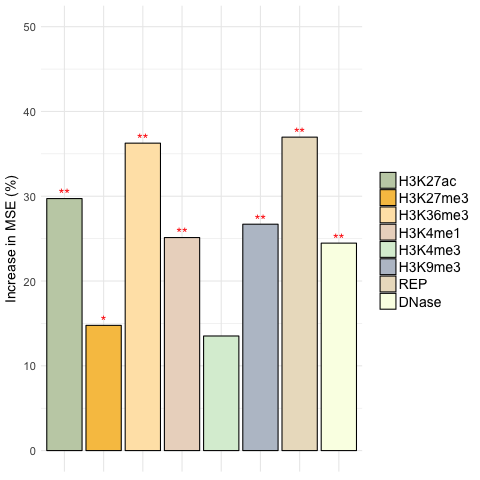 50
40
30
20
10
0
Increase in MSE (%)
**
*
**
**
**
**
**
H3K27ac
H3K27me3
H3K36me3
H3K4me1
H3K4me3
H3K9me3
REP
DNase